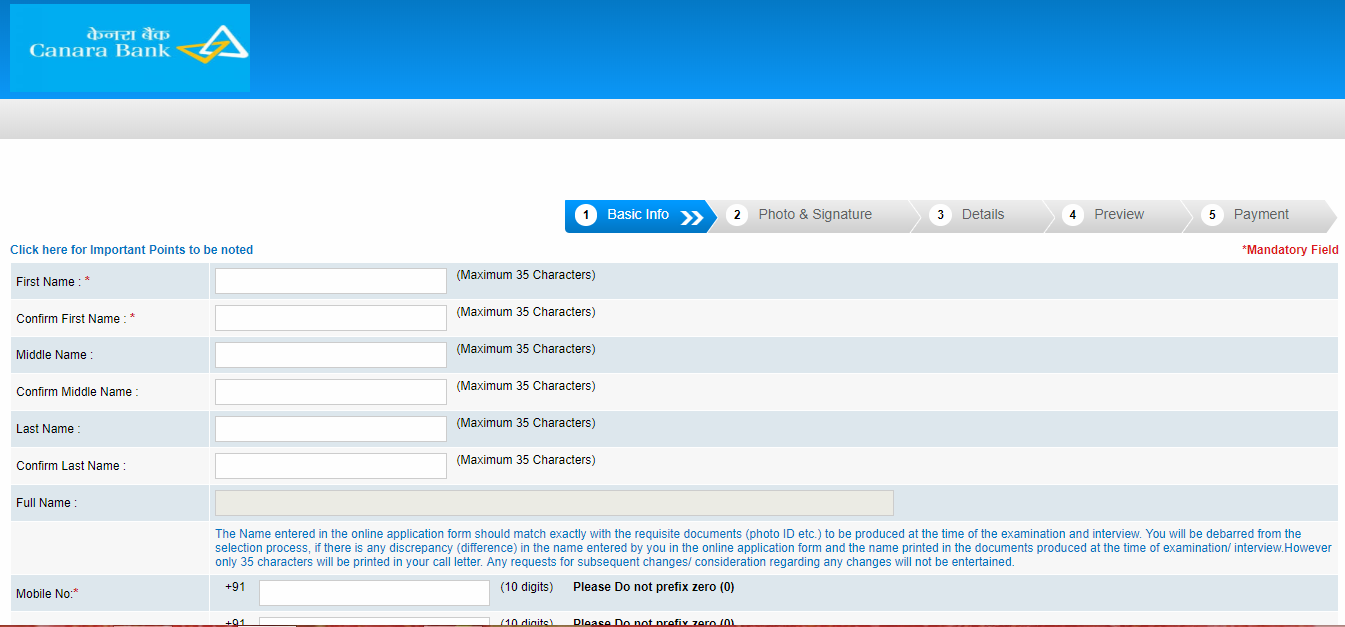 केनरा बैंक
Canara Bank
1 Basic Info 2 Photo & Signature 3 Details 4 Preview 5 Payment
Click here for Important Points to be noted *Mandatory Field
First Name : * (Maximum 35 Characters)
Confirm First Name : * (Maximum 35 Characters)
Middle Name : (Maximum 35 Characters)
Confirm Middle Name : (Maximum 35 Characters)
Last Name : (Maximum 35 Characters)
Confirm Last Name : (Maximum 35 Characters)
Full Name :
The Name entered in the online application form should match exactly with the requisite documents (photo ID etc.) to be produced at the time of the examination and interview. You will be debarred from the
selection process, if there is any discrepancy (difference) in the name entered by you in the online application form and the name printed in the documents produced at the time of examination/ interview.However
only 35 characters will be printed in your call letter. Any requests for subsequent changes/ consideration regarding any changes will not be entertained.
Mobile No:* +91 (10 digits) Please Do not prefix zero (0)
+91 (10 digits) Please Do not prefix zero (0)